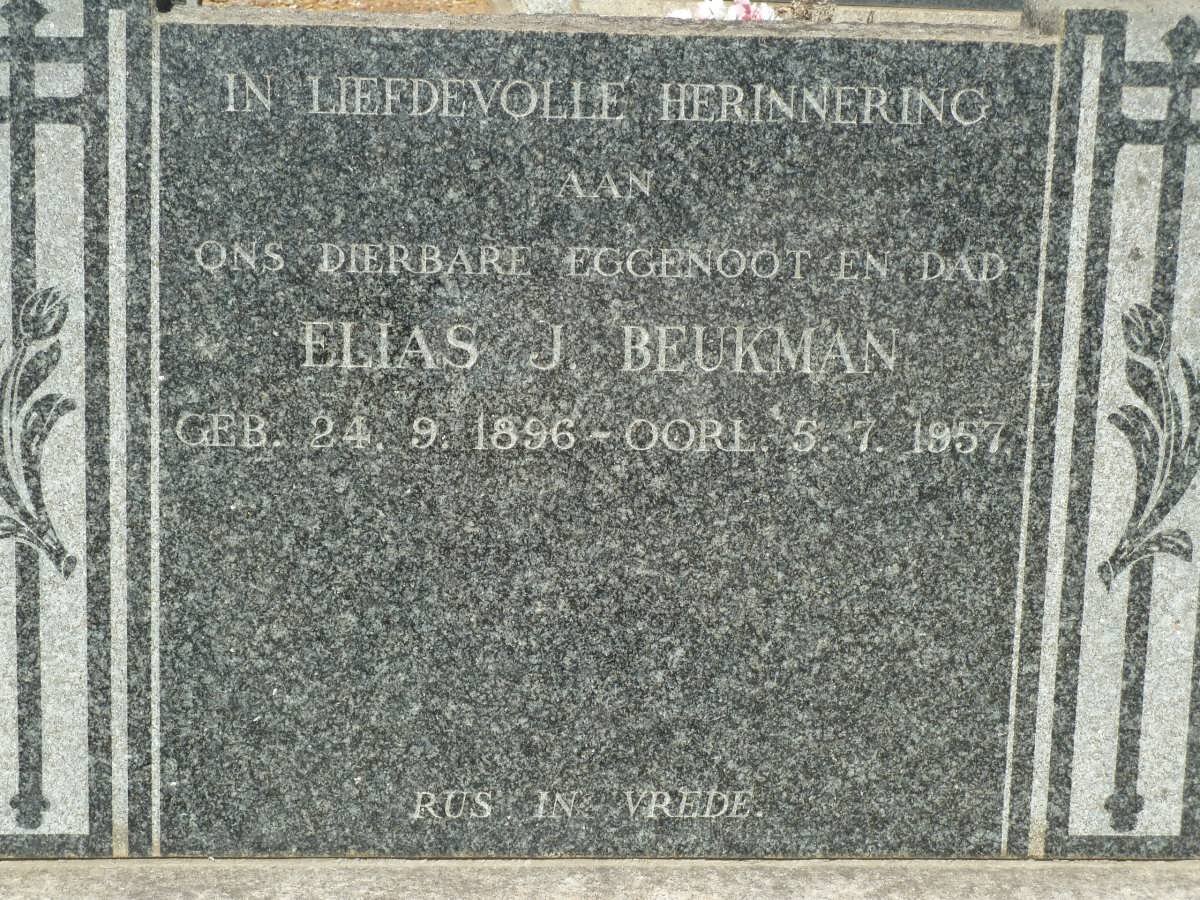 IN LIEFDEVOLLE HERINNERING
AAN
ONS DIERBARE EGGENOOT EN DAD
ELIAS J. BEUKMAN
GEB. 24. 9. 1896 - OORL. 5. 7. 1957.
RUS IN VREDE.